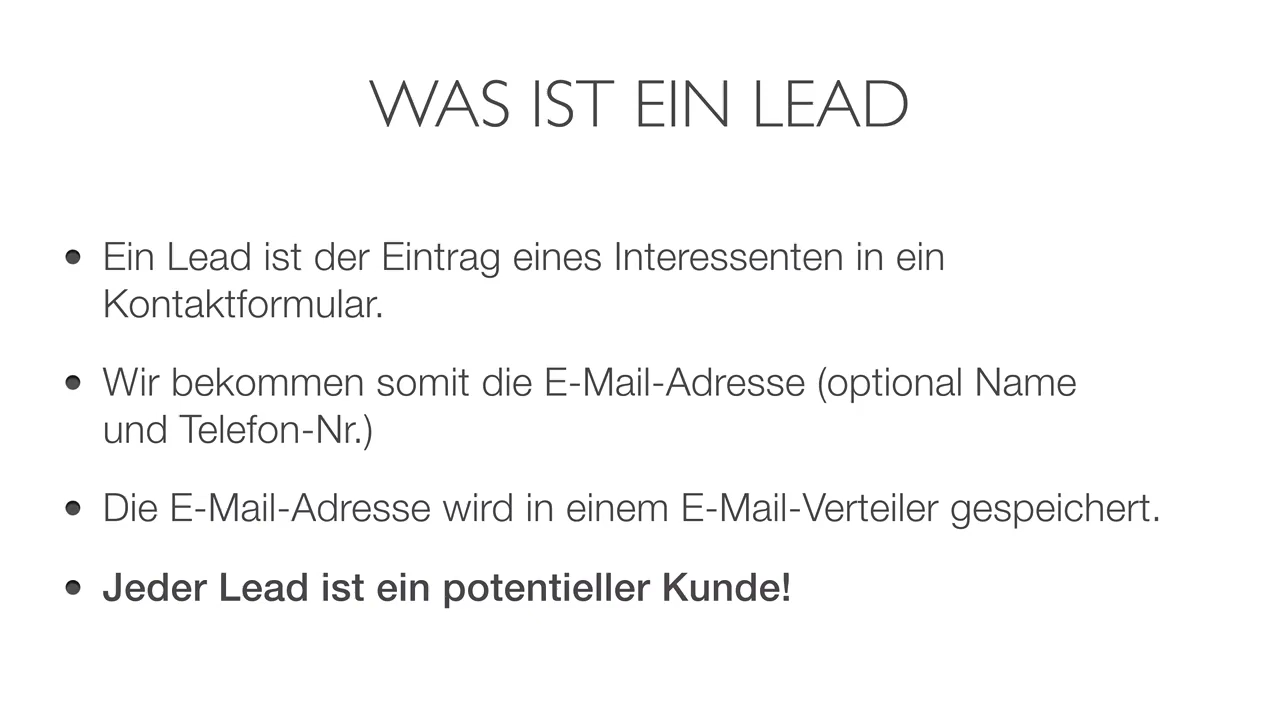 WAS IST EIN LEAD
• Ein Lead ist der Eintrag eines Interessenten in ein
Kontaktformular.
• Wir bekommen somit die E-Mail-Adresse (optional Name
und Telefon-Nr.)
• Die E-Mail-Adresse wird in einem E-Mail-Verteiler gespeichert.
• Jeder Lead ist ein potentieller Kunde!